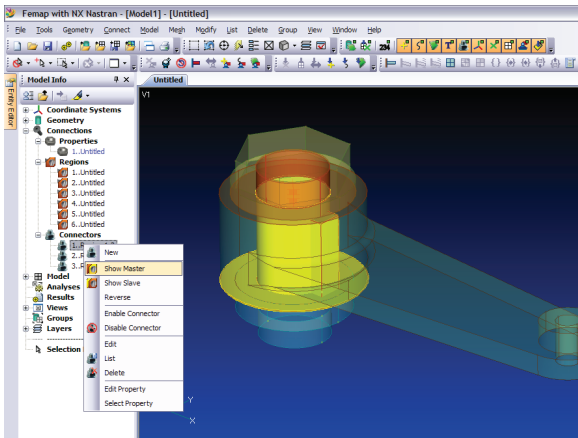 Femap with NX Nastran - [Model1] - [Untitled]
File Tools Geometry Connect Model Mesh Modify List Delete Group View Window Help
Model Info
Untitled
Entity Editor
V1
Coordinate Systems
Geometry
Connections
Properties
1..Untitled
Regions
1..Untitled
2..Untitled
3..Untitled
4..Untitled
5..Untitled
6..Untitled
Connectors
2..R
3..R
Model
Analyses
Results
Views
Groups
Layers
Selection
New
Show Master
Show Slave
Reverse
Enable Connector
Disable Connector
Edit
List
Delete
Edit Property
Select Property
Y
X